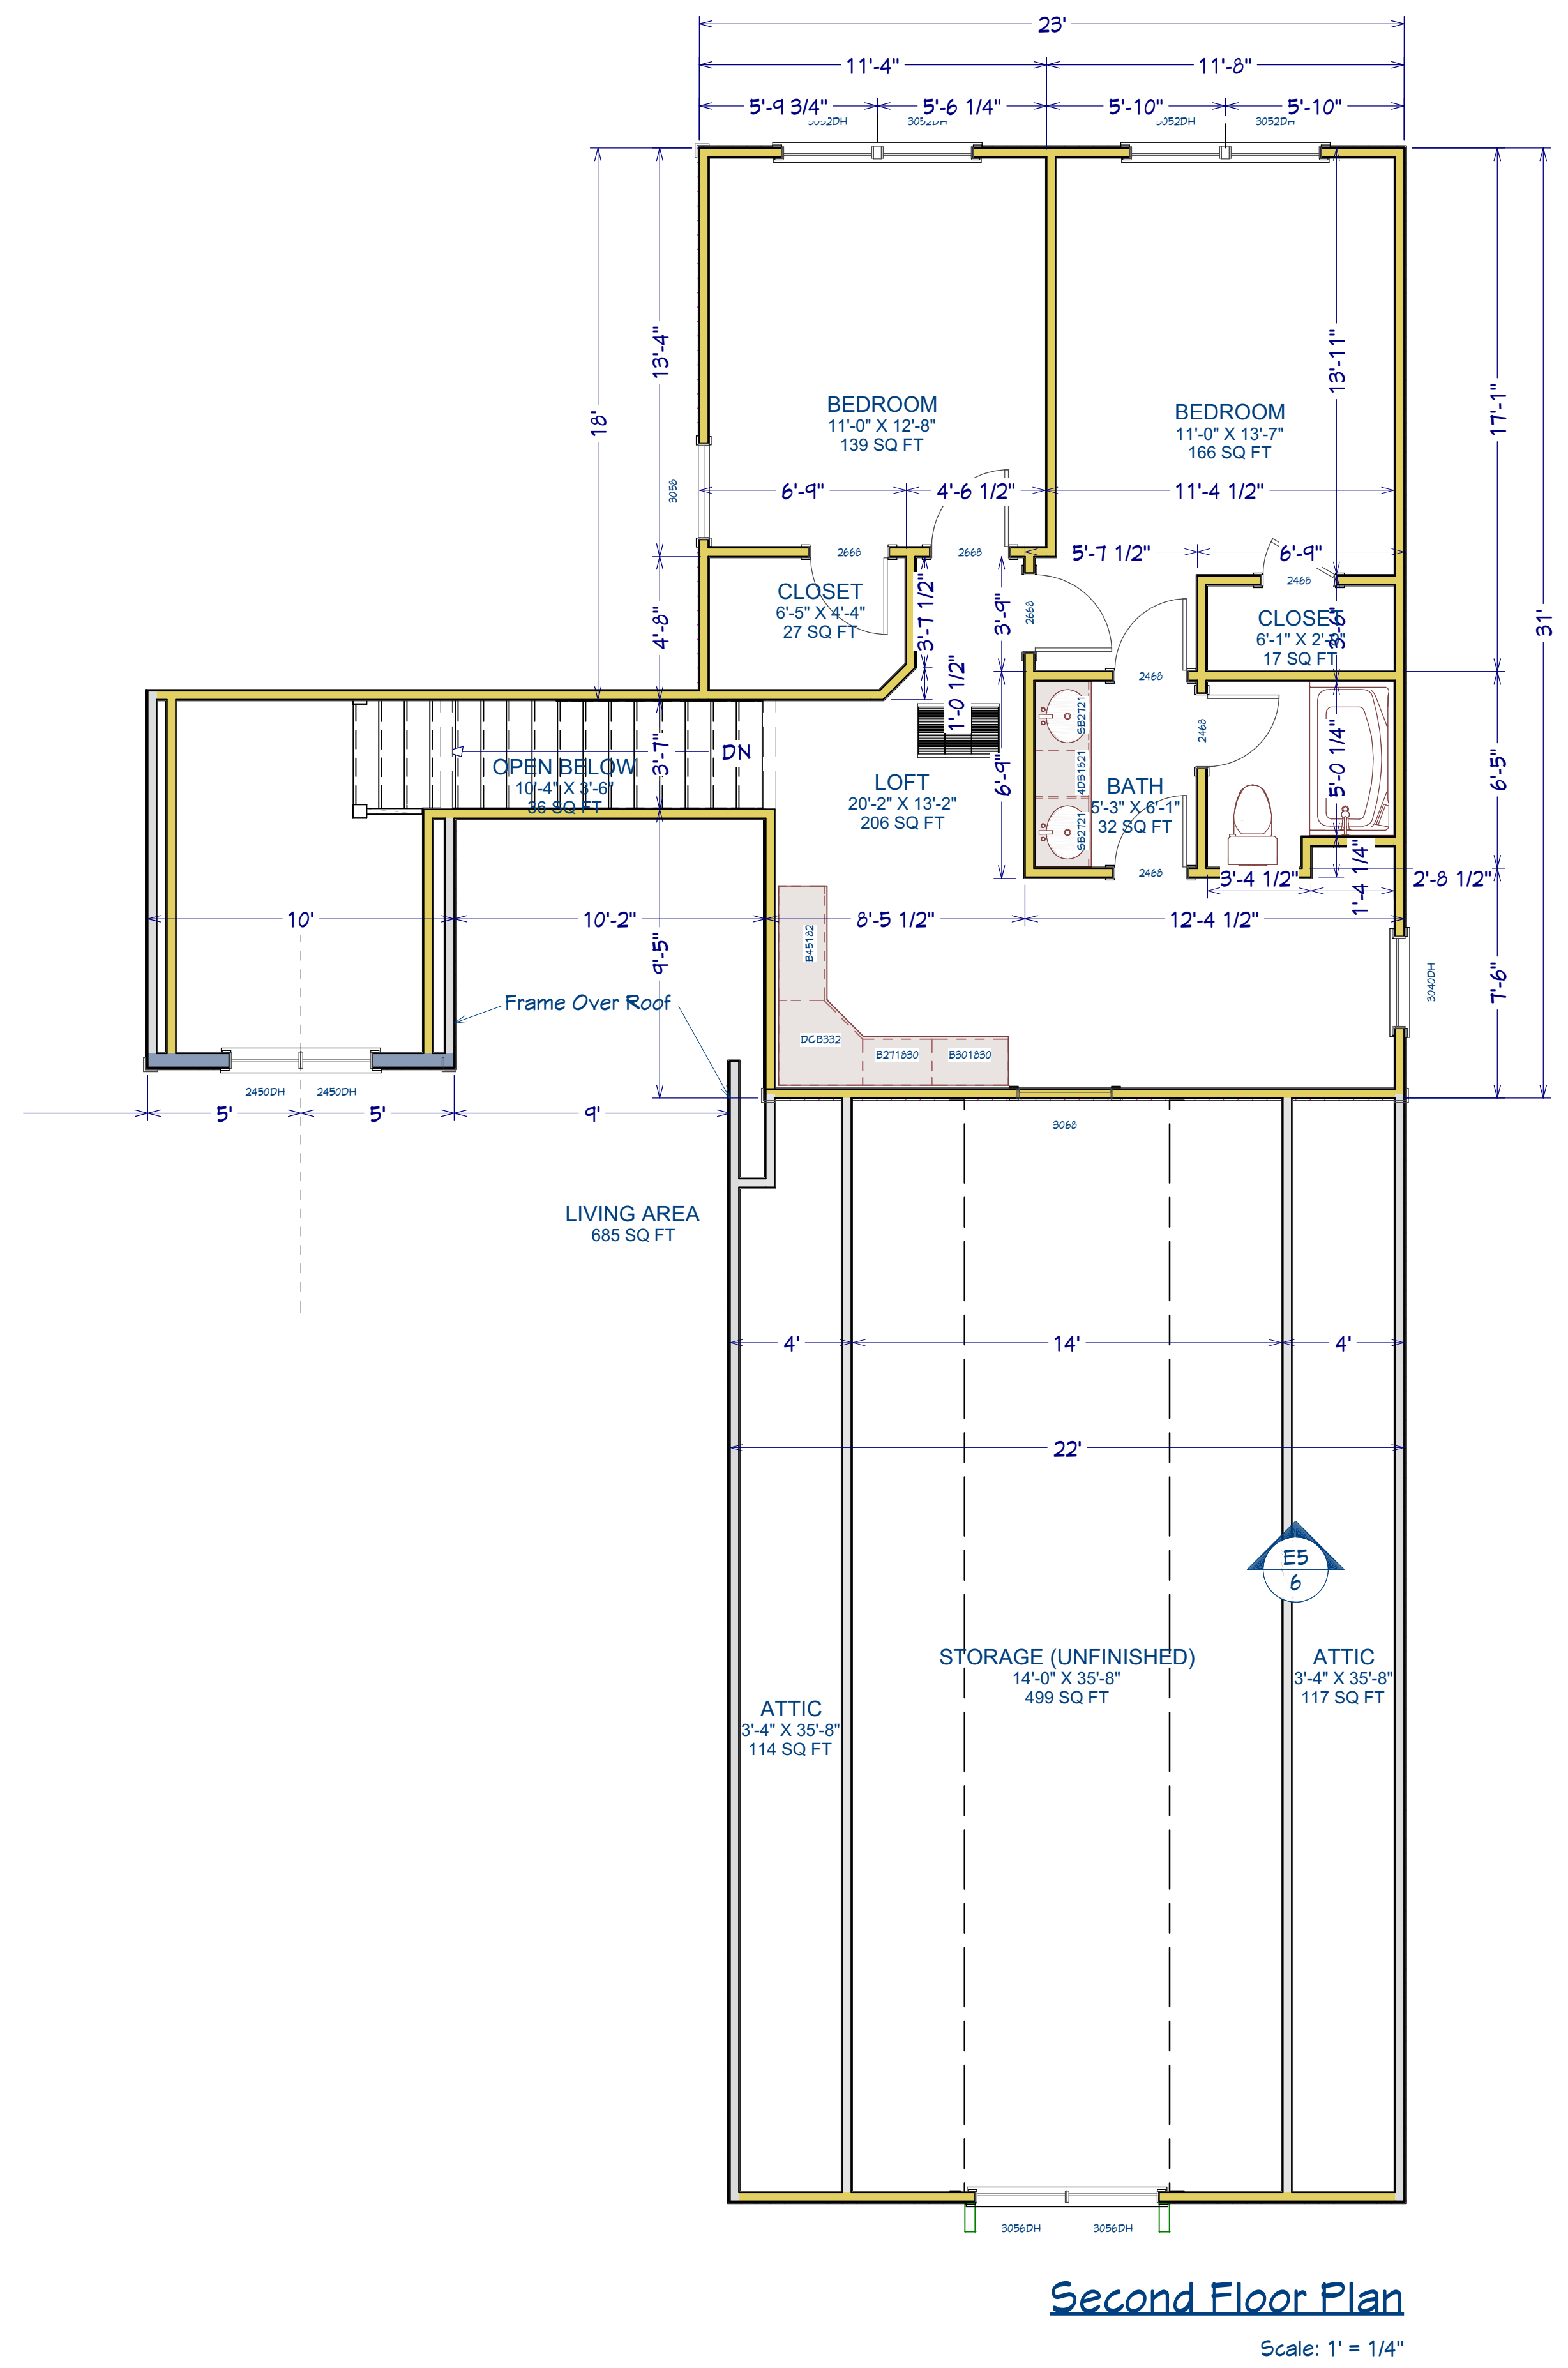 23'
11'-4" 11'-8"
5'-9 3/4" 5'-6 1/4" 5'-10" 5'-10"
3052DH 3052DH 3052DH 3052DH
18'
13'-4"
13'-11"
17'-1"
31'
BEDROOM
11'-0" X 12'-8"
139 SQ FT
BEDROOM
11'-0" X 13'-7"
166 SQ FT
3058
6'-9" 4'-6 1/2" 11'-4 1/2"
2668 2668
5'-7 1/2" 6'-9"
2468
CLOSET
6'-5" X 4'-4"
27 SQ FT
4'-8"
3'-7 1/2"
3'-9"
2668
CLOSET
6'-1" X 2'-8"
17 SQ FT
3'-6"
2468
1'-0 1/2"
SB2721
4DB1821
SB2721
2468
DN
OPEN BELOW
10'-4" X 3'-6"
36 SQ FT
3'-7"
LOFT
20'-2" X 13'-2"
206 SQ FT
6'-9"
BATH
5'-3" X 6'-1"
32 SQ FT
5'-0 1/4"
6'-5"
2468
3'-4 1/2"
1'-4 1/4"
2'-8 1/2"
10' 10'-2" 8'-5 1/2" 12'-4 1/2"
9'-5"
B45182
3040DH
7'-6"
Frame Over Roof
DCB332
B271830
B301830
2450DH 2450DH
5' 5' 9'
3068
LIVING AREA
685 SQ FT
4' 14' 4'
22'
E5
6
STORAGE (UNFINISHED)
14'-0" X 35'-8"
499 SQ FT
ATTIC
3'-4" X 35'-8"
117 SQ FT
ATTIC
3'-4" X 35'-8"
114 SQ FT
3056DH 3056DH
Second Floor Plan
Scale: 1' = 1/4"